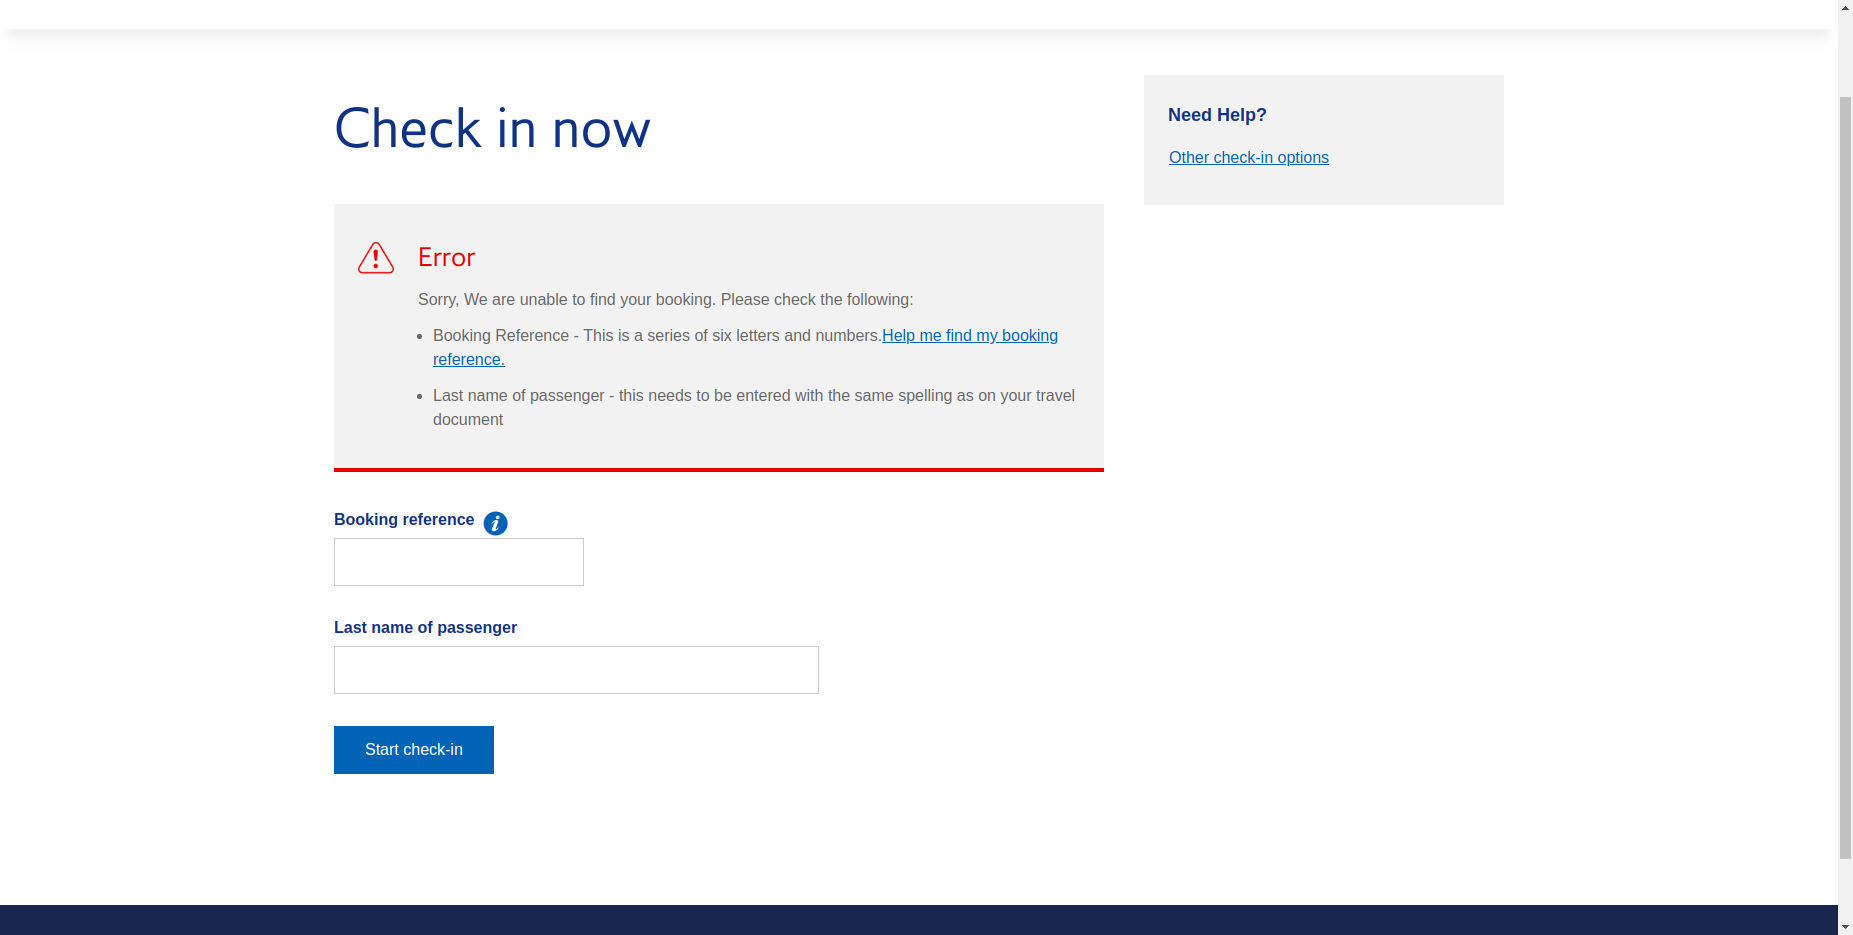 Check in now
Need Help?
Other check-in options
Error
Sorry, We are unable to find your booking. Please check the following:
Booking Reference - This is a series of six letters and numbers.Help me find my booking
reference.
Last name of passenger - this needs to be entered with the same spelling as on your travel
document
Booking reference
Last name of passenger
Start check-in